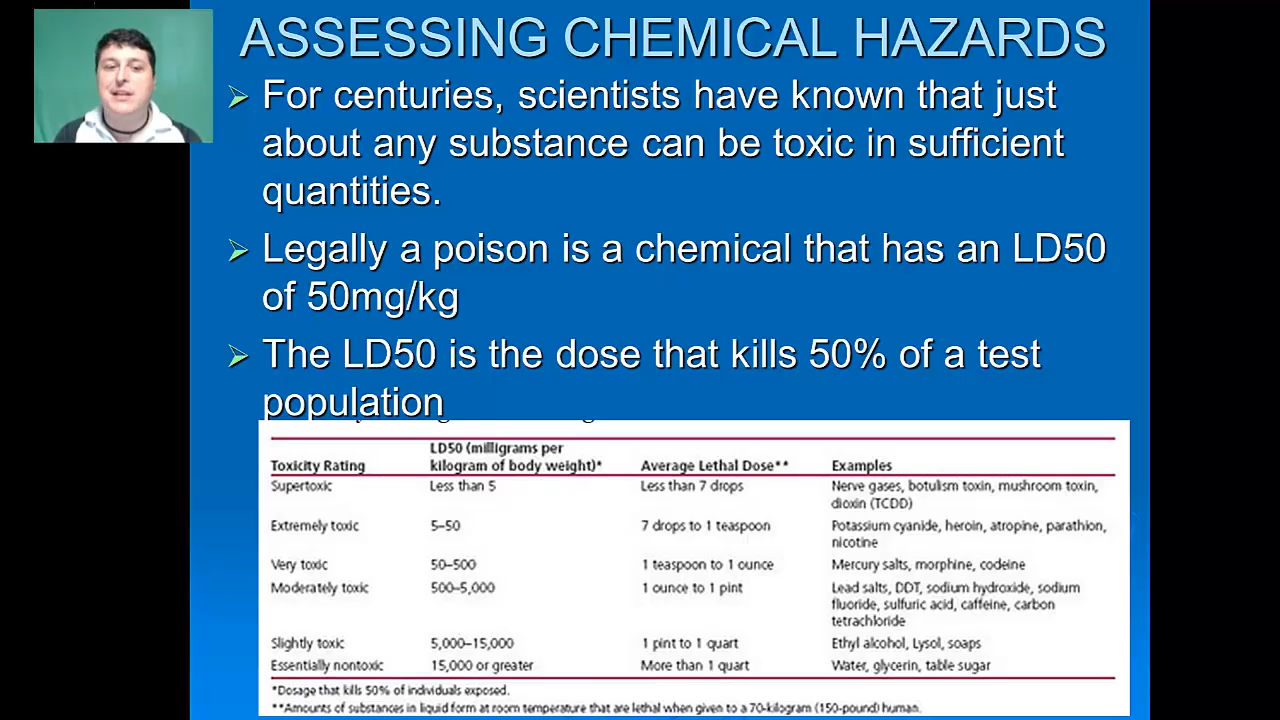 ASSESSING CHEMICAL HAZARDS
➢ For centuries, scientists have known that just
about any substance can be toxic in sufficient
quantities.
➢ Legally a poison is a chemical that has an LD50
of 50mg/kg
➢ The LD50 is the dose that kills 50% of a test
population
LD50 (milligrams per
Toxicity Rating kilogram of body weight)* Average Lethal Dose** Examples
Supertoxic Less than 5 Less than 7 drops Nerve gases, botulism toxin, mushroom toxin,
dioxin (TCDD)
Extremely toxic 5–50 7 drops to 1 teaspoon Potassium cyanide, heroin, atropine, parathion,
nicotine
Very toxic 50–500 1 teaspoon to 1 ounce Mercury salts, morphine, codeine
Moderately toxic 500–5,000 1 ounce to 1 pint Lead salts, DDT, sodium hydroxide, sodium
fluoride, sulfuric acid, caffeine, carbon
tetrachloride
Slightly toxic 5,000–15,000 1 pint to 1 quart Ethyl alcohol, Lysol, soaps
Essentially nontoxic 15,000 or greater More than 1 quart Water, glycerin, table sugar
*Dosage that kills 50% of individuals exposed.
**Amounts of substances in liquid form at room temperature that are lethal when given to a 70-kilogram (150-pound) human.